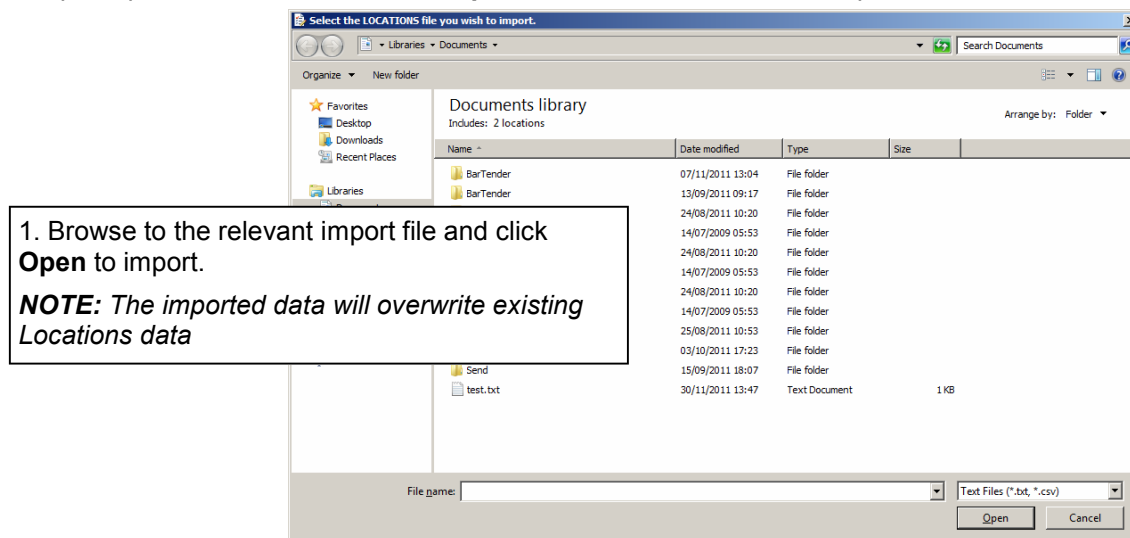 Select the LOCATIONS file you wish to import.
Libraries Documents
Search Documents
Organize New folder
Favorites
Desktop
Downloads
Recent Places
Libraries
Documents library
Includes: 2 locations
Arrange by: Folder
Name Date modified Type Size
BarTender 07/11/2011 13:04 File folder
BarTender 13/09/2011 09:17 File folder
24/08/2011 10:20 File folder
14/07/2009 05:53 File folder
24/08/2011 10:20 File folder
14/07/2009 05:53 File folder
24/08/2011 10:20 File folder
14/07/2009 05:53 File folder
25/08/2011 10:53 File folder
03/10/2011 17:23 File folder
Send 15/09/2011 18:07 File folder
test.txt 30/11/2011 13:47 Text Document 1 KB
1. Browse to the relevant import file and click
Open to import.
NOTE: The imported data will overwrite existing
Locations data
File name: Text Files (*.txt, *.csv)
Open Cancel